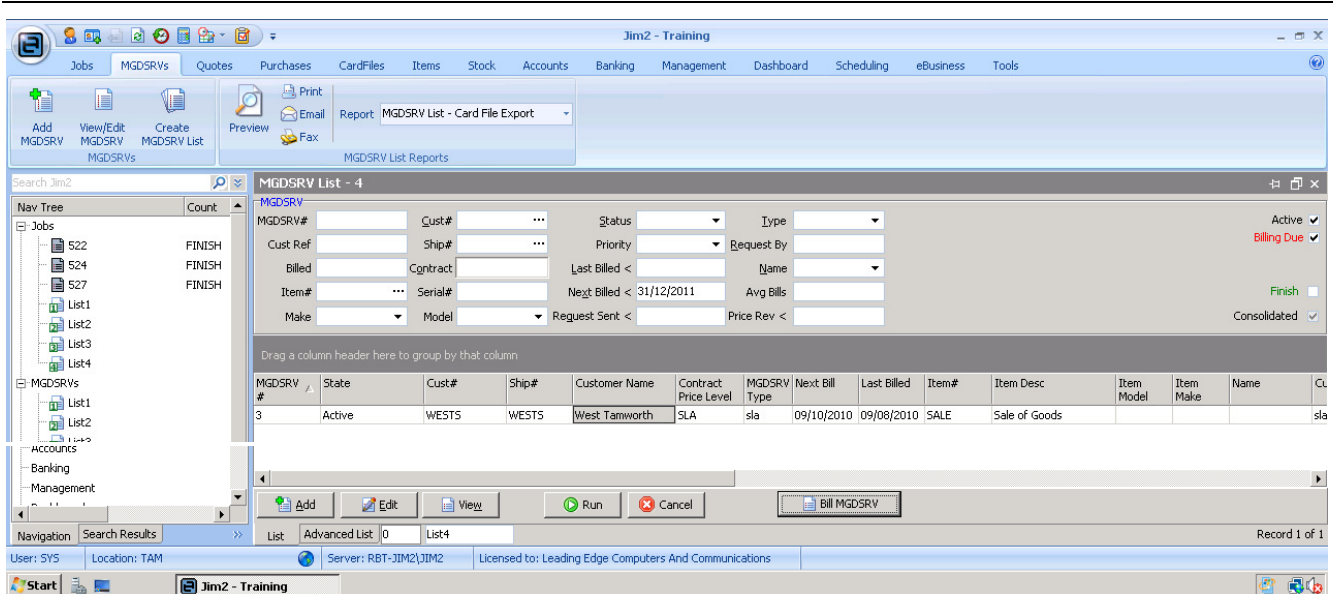 Jim2 - Training
Jobs MGDSRVs Quotes Purchases CardFiles Items Stock Accounts Banking Management Dashboard Scheduling eBusiness Tools
Add MGDSRV
View/Edit MGDSRV
Create MGDSRV List
MGDSRVs
Preview
Print
Email
Fax
Report MGDSRV List - Card File Export
MGDSRV List Reports
Search Jim2
Nav Tree Count
Jobs
522 FINISH
524 FINISH
527 FINISH
List1
List2
List3
List4
MGDSRVs
List1
List2
Accounts
Banking
Management
Navigation Search Results
MGDSRV List - 4
MGDSRV
MGDSRV# Cust# ... Status Type Active
Cust Ref Ship# ... Priority Request By Billing Due
Billed Contract Last Billed < Name
Item# ... Serial# Next Billed < 31/12/2011 Avg Bills Finish
Make Model Request Sent < Price Rev < Consolidated
Drag a column header here to group by that column
MGDSRV # State Cust# Ship# Customer Name Contract Price Level MGDSRV Type Next Bill Last Billed Item# Item Desc Item Model Item Make Name Cu
3 Active WESTS WESTS West Tamworth SLA sla 09/10/2010 09/08/2010 SALE Sale of Goods sla
Add Edit View Run Cancel Bill MGDSRV
List Advanced List 0 List4 Record 1 of 1
User: SYS Location: TAM Server: RBT-JIM2\JIM2 Licensed to: Leading Edge Computers And Communications
Start Jim2 - Training